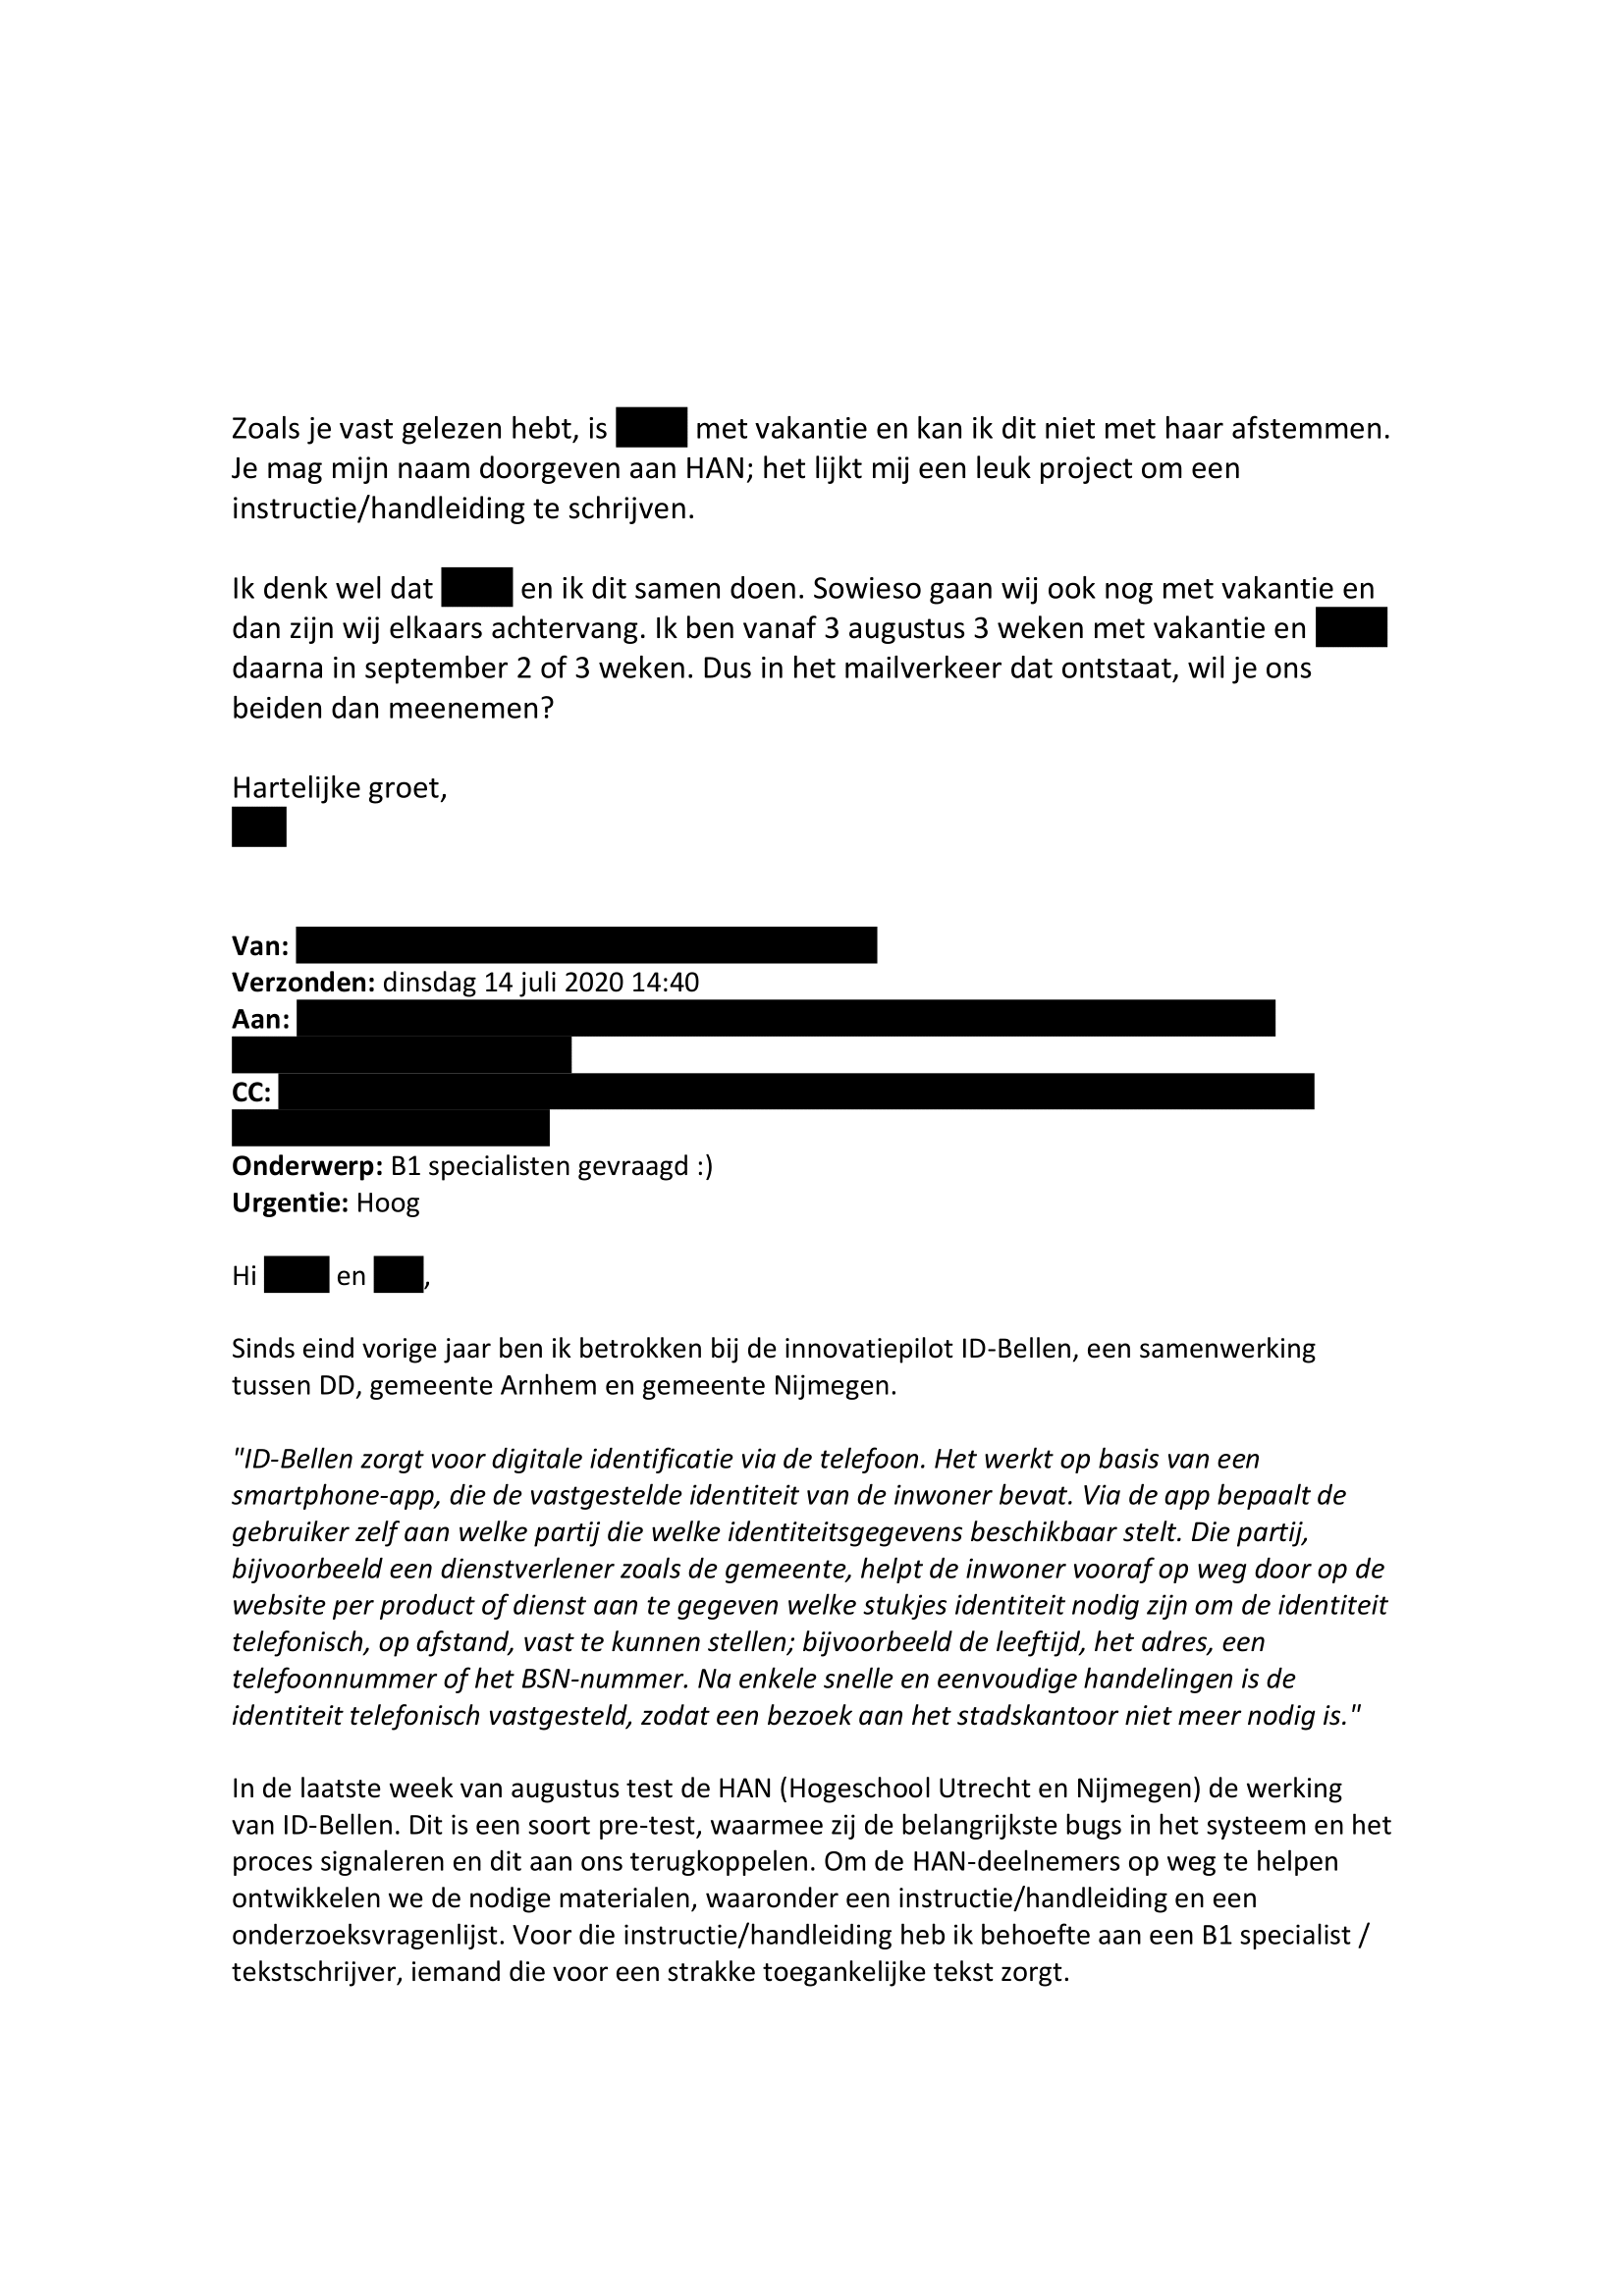 Zoals je vast gelezen hebt, is met vakantie en kan ik dit niet met haar afstemmen.
Je mag mijn naam doorgeven aan HAN; het lijkt mij een leuk project om een
instructie/handleiding te schrijven.
Ik denk wel dat en ik dit samen doen. Sowieso gaan wij ook nog met vakantie en
dan zijn wij elkaars achtervang. Ik ben vanaf 3 augustus 3 weken met vakantie en
daarna in september 2 of 3 weken. Dus in het mailverkeer dat ontstaat, wil je ons
beiden dan meenemen?
Hartelijke groet,
Van:
Verzonden: dinsdag 14 juli 2020 14:40
Aan:
CC:
Onderwerp: B1 specialisten gevraagd :)
Urgentie: Hoog
Hi en ,
Sinds eind vorige jaar ben ik betrokken bij de innovatiepilot ID-Bellen, een samenwerking
tussen DD, gemeente Arnhem en gemeente Nijmegen.
"ID-Bellen zorgt voor digitale identificatie via de telefoon. Het werkt op basis van een
smartphone-app, die de vastgestelde identiteit van de inwoner bevat. Via de app bepaalt de
gebruiker zelf aan welke partij die welke identiteitsgegevens beschikbaar stelt. Die partij,
bijvoorbeeld een dienstverlener zoals de gemeente, helpt de inwoner vooraf op weg door op de
website per product of dienst aan te gegeven welke stukjes identiteit nodig zijn om de identiteit
telefonisch, op afstand, vast te kunnen stellen; bijvoorbeeld de leeftijd, het adres, een
telefoonnummer of het BSN-nummer. Na enkele snelle en eenvoudige handelingen is de
identiteit telefonisch vastgesteld, zodat een bezoek aan het stadskantoor niet meer nodig is."
In de laatste week van augustus test de HAN (Hogeschool Utrecht en Nijmegen) de werking
van ID-Bellen. Dit is een soort pre-test, waarmee zij de belangrijkste bugs in het systeem en het
proces signaleren en dit aan ons terugkoppelen. Om de HAN-deelnemers op weg te helpen
ontwikkelen we de nodige materialen, waaronder een instructie/handleiding en een
onderzoeksvragenlijst. Voor die instructie/handleiding heb ik behoefte aan een B1 specialist /
tekstschrijver, iemand die voor een strakke toegankelijke tekst zorgt.